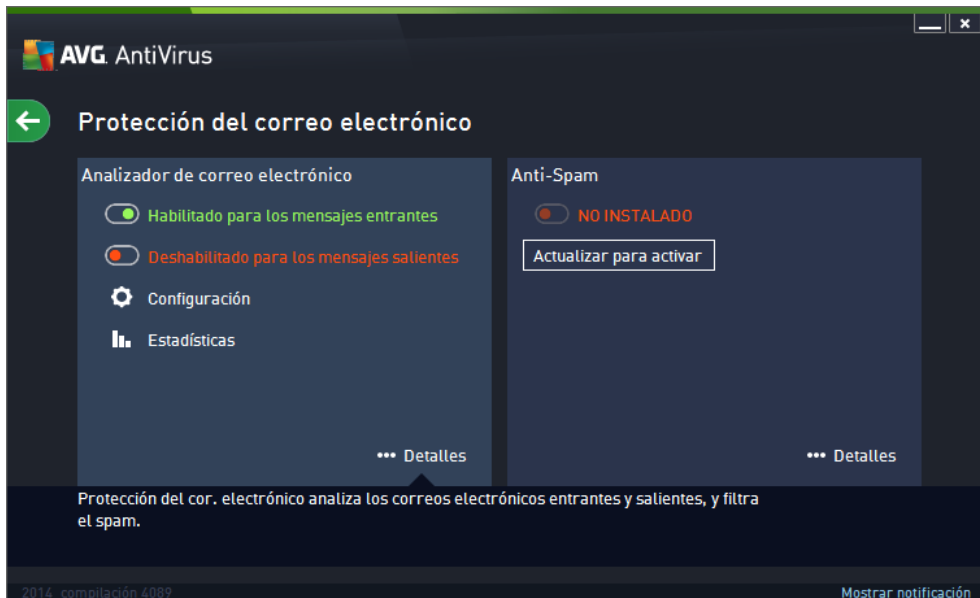 AVG. AntiVirus
Protección del correo electrónico
Analizador de correo electrónico
Habilitado para los mensajes entrantes
Deshabilitado para los mensajes salientes
Configuración
Estadísticas
Detalles
Anti-Spam
NO INSTALADO
Actualizar para activar
Detalles
Protección del cor. electrónico analiza los correos electrónicos entrantes y salientes, y filtra
el spam.
2014 compilación 4089
Mostrar notificación